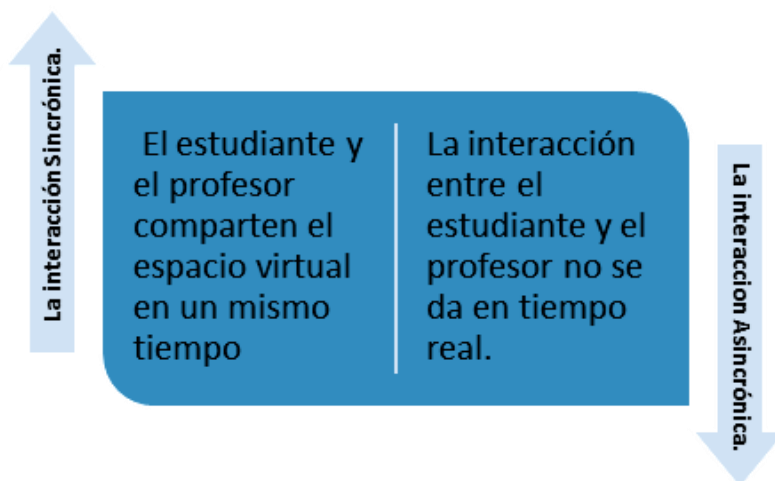 La interacción Sincrónica.
El estudiante y
el profesor
comparten el
espacio virtual
en un mismo
tiempo
La interacción
entre el
estudiante y el
profesor no se
da en tiempo
real.
La interaccion Asincrónica.